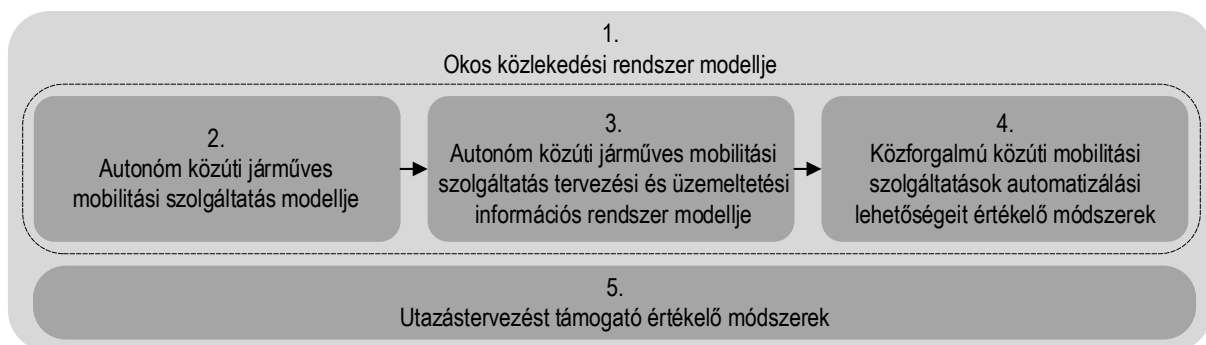 1.
Okos közlekedési rendszer modellje
2.
Autonóm közúti járműves
mobilitási szolgáltatás modellje
3.
Autonóm közúti járműves mobilitási
szolgáltatás tervezési és üzemeltetési
információs rendszer modellje
4.
Közforgalmú közúti mobilitási
szolgáltatások automatizálási
lehetőségeit értékelő módszerek
5.
Utazástervezést támogató értékelő módszerek